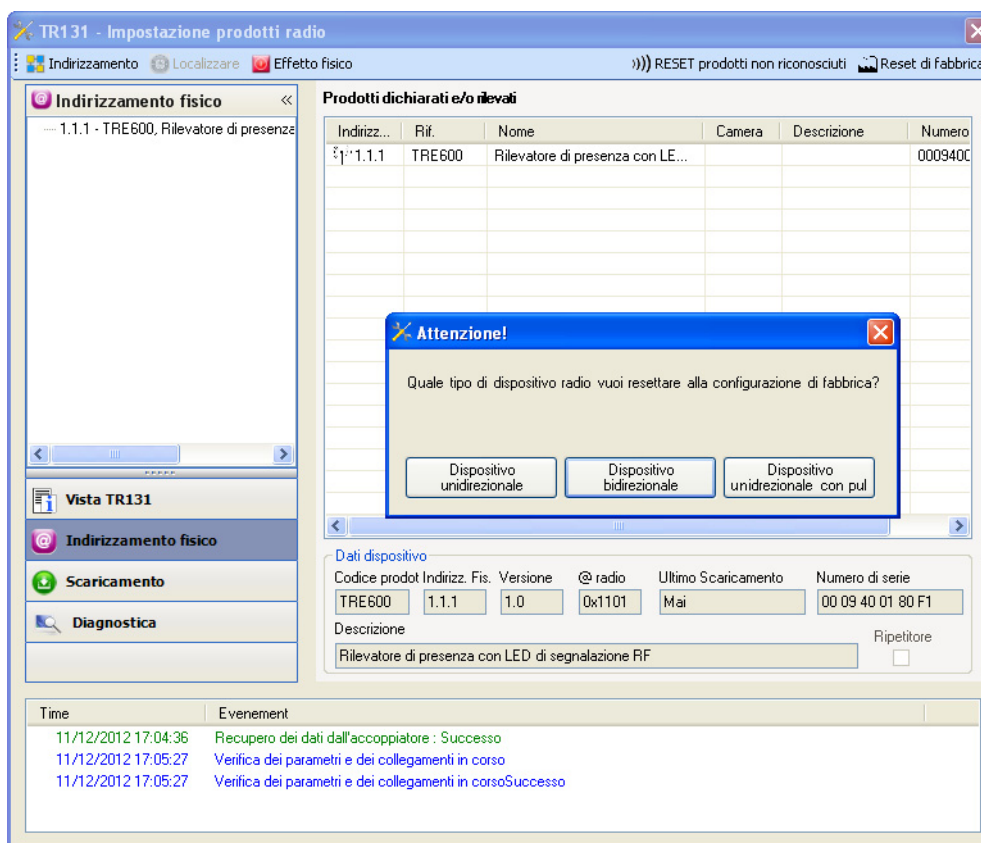 TR131 - Impostazione prodotti radio
Indirizzamento Localizzare Effetto fisico RESET prodotti non riconosciuti Reset di fabbrica
Indirizzamento fisico «
1.1.1 - TRE600, Rilevatore di presenza
Vista TR131
Indirizzamento fisico
Scaricamento
Diagnostica
Prodotti dichiarati e/o rilevati
Indirizz... Rif. Nome Camera Descrizione Numero
1.1.1 TRE600 Rilevatore di presenza con LE... 0009400
Attenzione!
Quale tipo di dispositivo radio vuoi resettare alla configurazione di fabbrica?
Dispositivo unidirezionale
Dispositivo bidirezionale
Dispositivo unidrezionale con pul
Dati dispositivo
Codice prodot Indirizz. Fis. Versione @ radio Ultimo Scaricamento Numero di serie
TRE600 1.1.1 1.0 0x1101 Mai 00 09 40 01 80 F1
Descrizione
Ripetitore
Rilevatore di presenza con LED di segnalazione RF
Time Evenement
11/12/2012 17:04:36 Recupero dei dati dall'accoppiatore : Successo
11/12/2012 17:05:27 Verifica dei parametri e dei collegamenti in corso
11/12/2012 17:05:27 Verifica dei parametri e dei collegamenti in corsoSuccesso